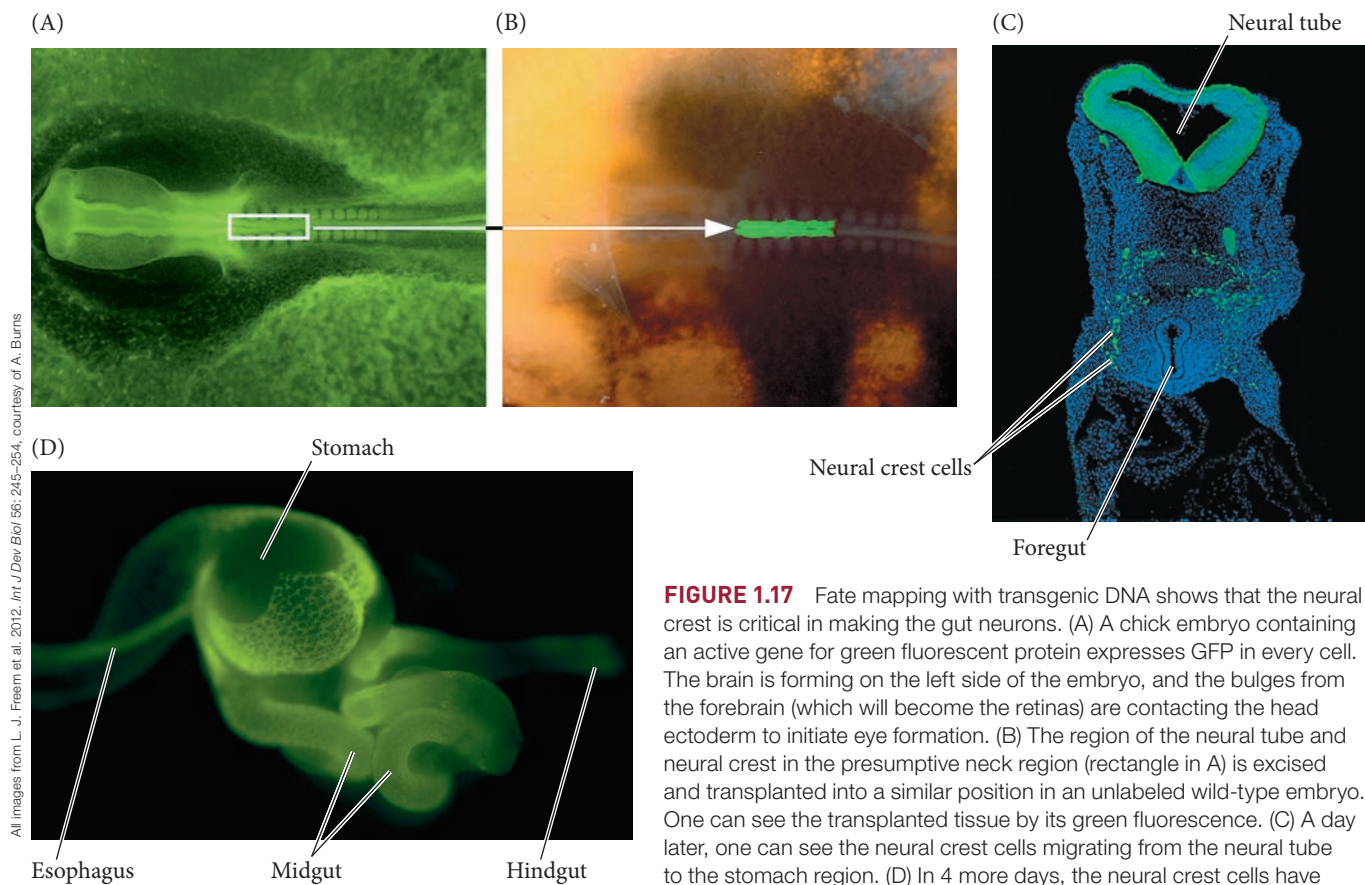 (A)
(B)
(C)
Neural tube
Neural crest cells
Foregut
(D)
Stomach
Esophagus
Midgut
Hindgut
All images from L. J. Freem et al. 2012. Int J Dev Biol 56: 245–254, courtesy of A. Burns
FIGURE 1.17 Fate mapping with transgenic DNA shows that the neural
crest is critical in making the gut neurons. (A) A chick embryo containing
an active gene for green fluorescent protein expresses GFP in every cell.
The brain is forming on the left side of the embryo, and the bulges from
the forebrain (which will become the retinas) are contacting the head
ectoderm to initiate eye formation. (B) The region of the neural tube and
neural crest in the presumptive neck region (rectangle in A) is excised
and transplanted into a similar position in an unlabeled wild-type embryo.
One can see the transplanted tissue by its green fluorescence. (C) A day
later, one can see the neural crest cells migrating from the neural tube
to the stomach region. (D) In 4 more days, the neural crest cells have